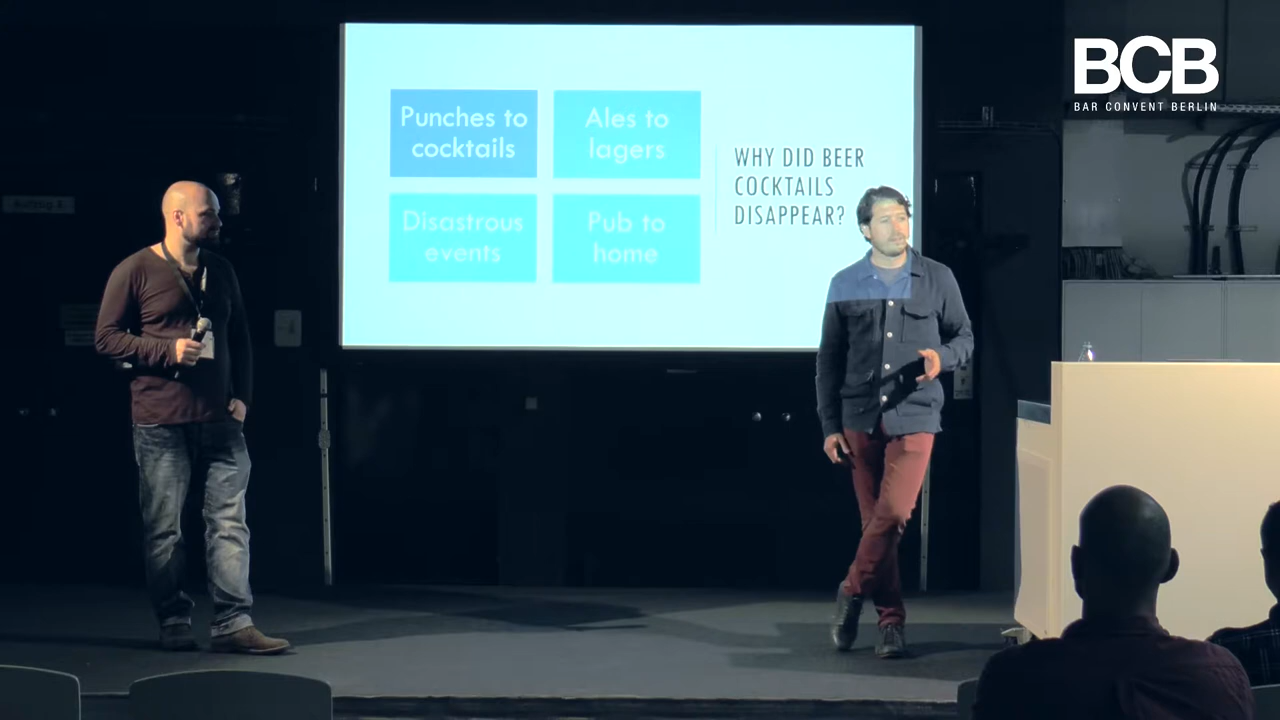 BCB
BAR CONVENT BERLIN
Punches to
cocktails
Ales to
lagers
Disastrous
events
Pub to
home
WHY DID BEER
COCKTAILS
DISAPPEAR?